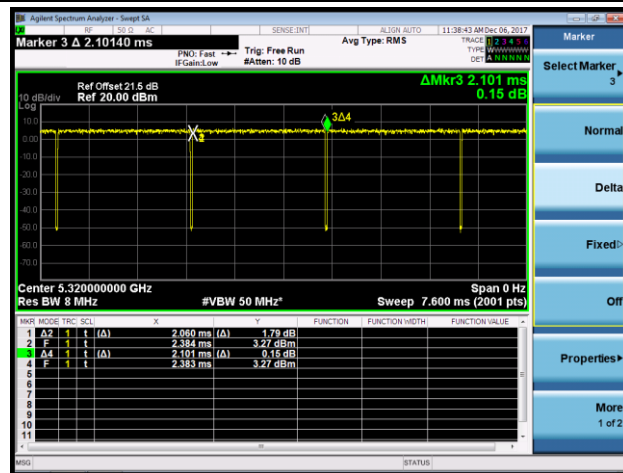 Agilent Spectrum Analyzer - Swept SA
RF 50 Ω AC SENSE:INT ALIGN AUTO 11:38:43 AM Dec 06, 2017
Marker 3 Δ 2.10140 ms
PNO: Fast
IFGain:Low
Trig: Free Run
#Atten: 10 dB
Avg Type: RMS
TRACE 1 2 3 4 5 6
TYPE WWWWWW
DET A N N N N N
ΔMkr3 2.101 ms
0.15 dB
Ref Offset 21.5 dB
10 dB/div Ref 20.00 dBm
Log
10.0
0.00
-10.0
-20.0
-30.0
-40.0
-50.0
-60.0
-70.0
3Δ4
Center 5.320000000 GHz Span 0 Hz
Res BW 8 MHz #VBW 50 MHz* Sweep 7.600 ms (2001 pts)
MKR MODE TRC SCL X Y FUNCTION FUNCTION WIDTH FUNCTION VALUE
1 Δ2 1 t (Δ) 2.060 ms (Δ) 1.79 dB
2 F 1 t 2.384 ms 3.27 dBm
3 Δ4 1 t (Δ) 2.101 ms (Δ) 0.15 dB
4 F 1 t 2.383 ms 3.27 dBm
5
6
7
8
9
10
11
MSG STATUS
Marker
Select Marker
3
Normal
Delta
Fixed
Off
Properties
More
1 of 2